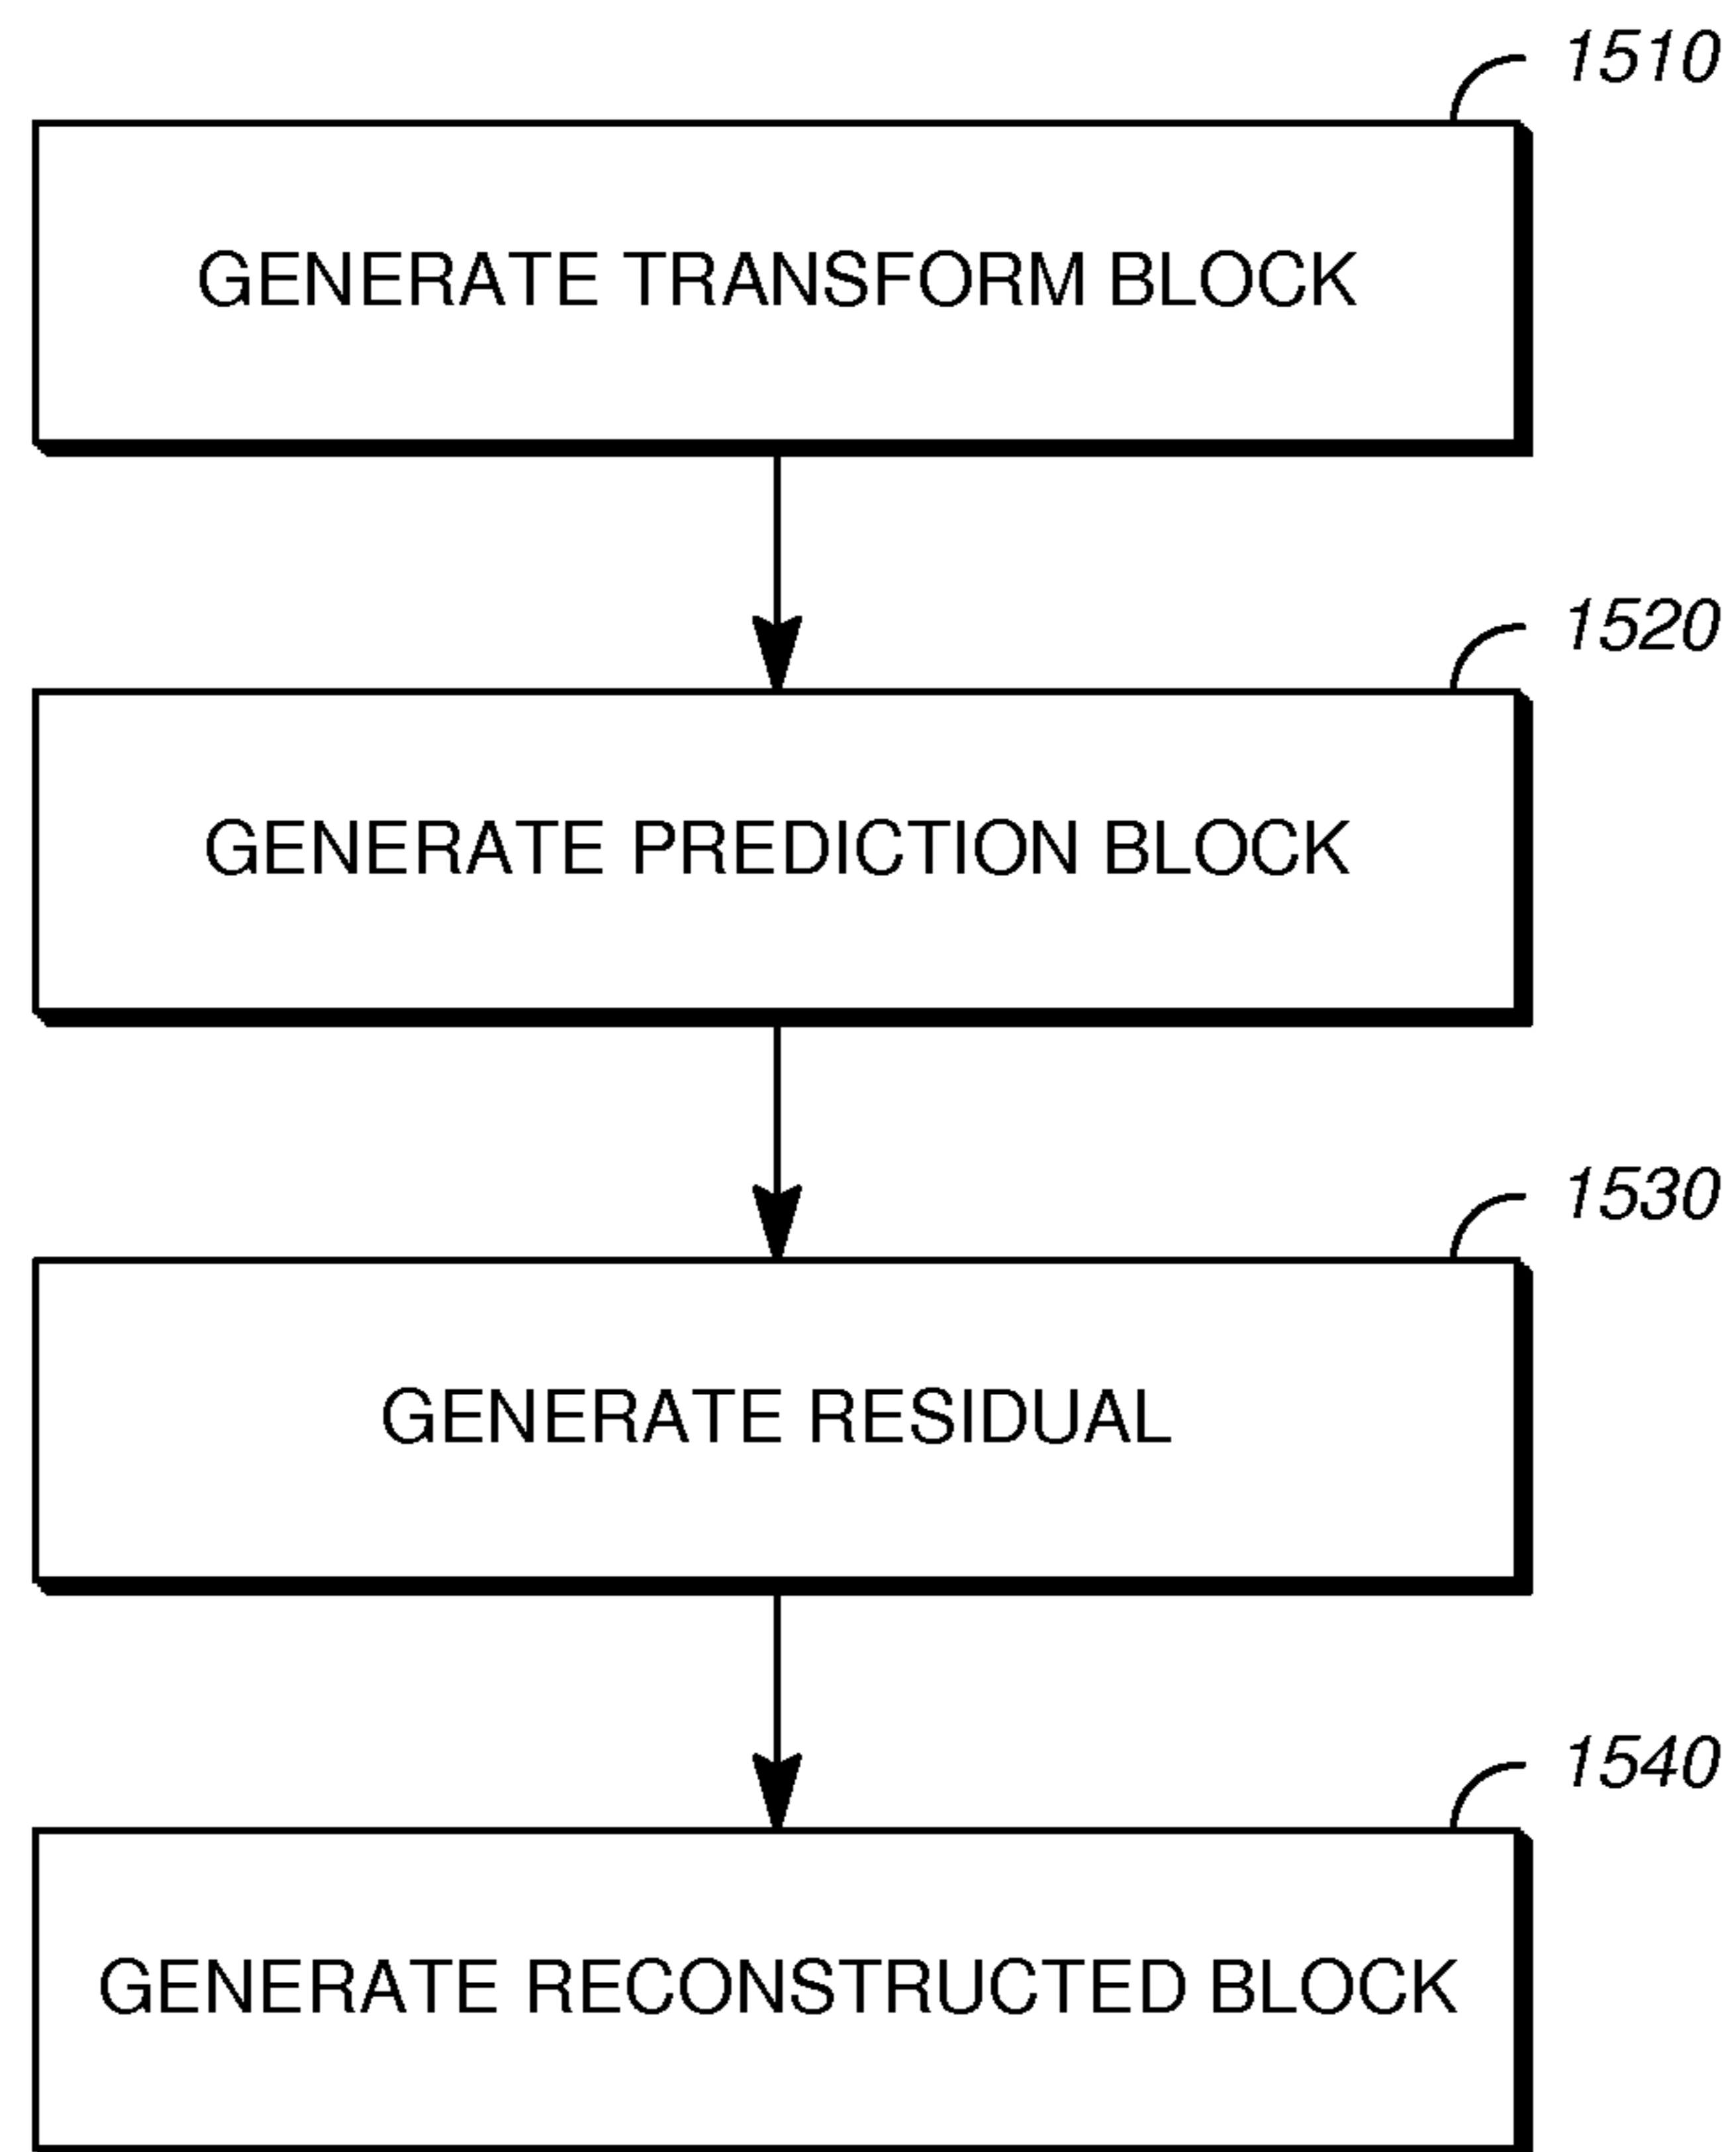 1510
GENERATE TRANSFORM BLOCK
1520
GENERATE PREDICTION BLOCK
1530
GENERATE RESIDUAL
1540
GENERATE RECONSTRUCTED BLOCK